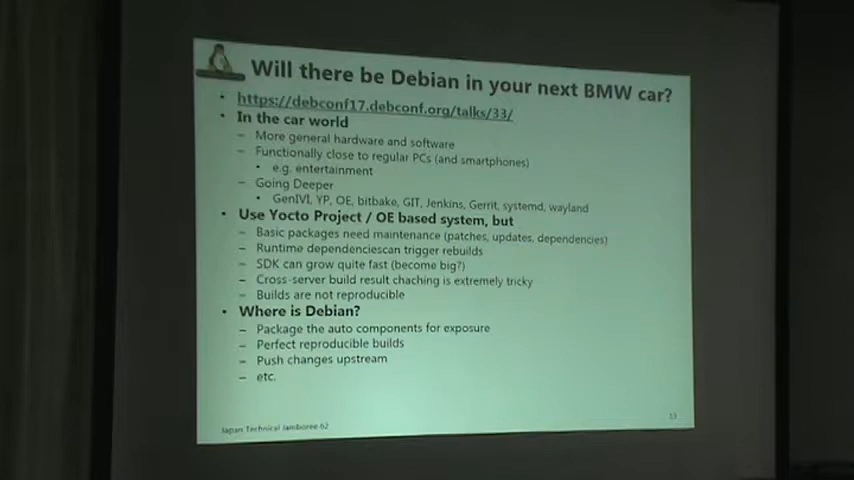 Will there be Debian in your next BMW car?
• https://debconf17.debconf.org/talks/33/
• In the car world
– More general hardware and software
– Functionally close to regular PCs (and smartphones)
• e.g. entertainment
– Going Deeper
• GenIVI, YP, OE, bitbake, GIT, Jenkins, Gerrit, systemd, wayland
• Use Yocto Project / OE based system, but
– Basic packages need maintenance (patches, updates, dependencies)
– Runtime dependenciescan trigger rebuilds
– SDK can grow quite fast (become big?)
– Cross-server build result chaching is extremely tricky
– Builds are not reproducible
• Where is Debian?
– Package the auto components for exposure
– Perfect reproducible builds
– Push changes upstream
– etc.
Japan Technical Jamboree 62
13